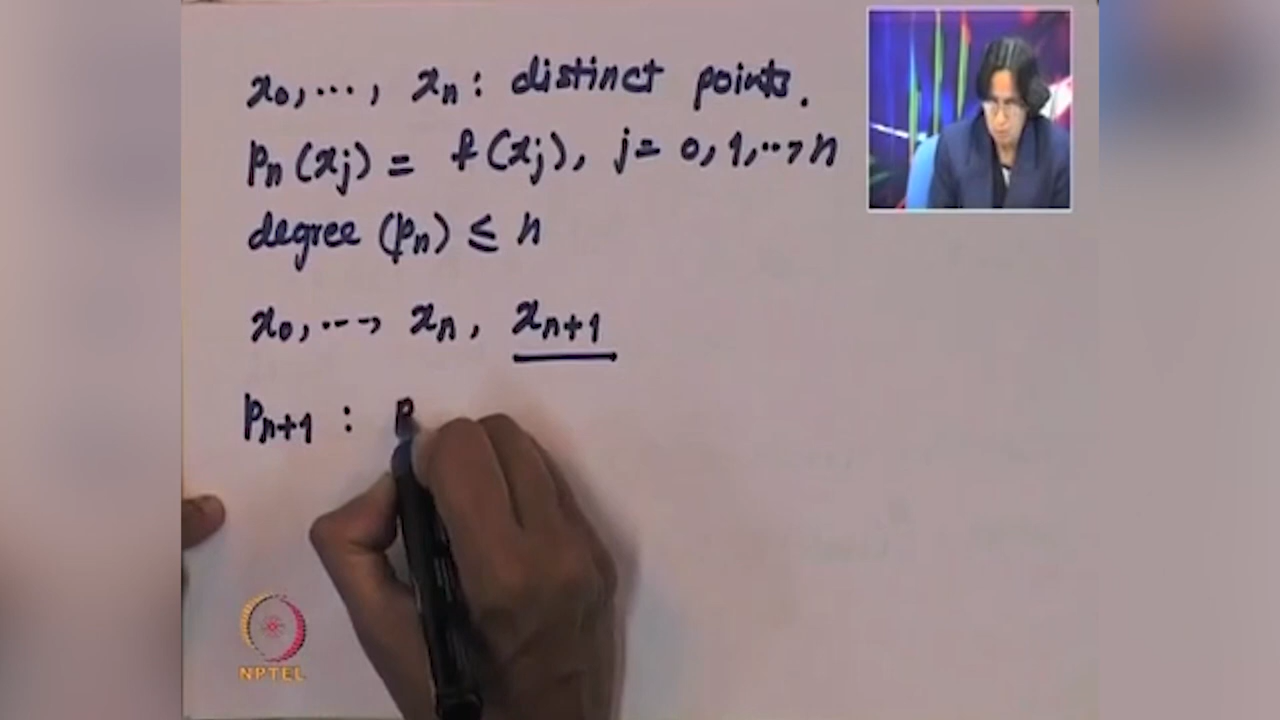 x₀, ..., xₙ : distinct points.
pₙ(xⱼ) = f(xⱼ), j = 0, 1, ..., n
degree (pₙ) ≤ n
x₀, ..., xₙ, xₙ₊₁
pₙ₊₁ : p
NPTEL